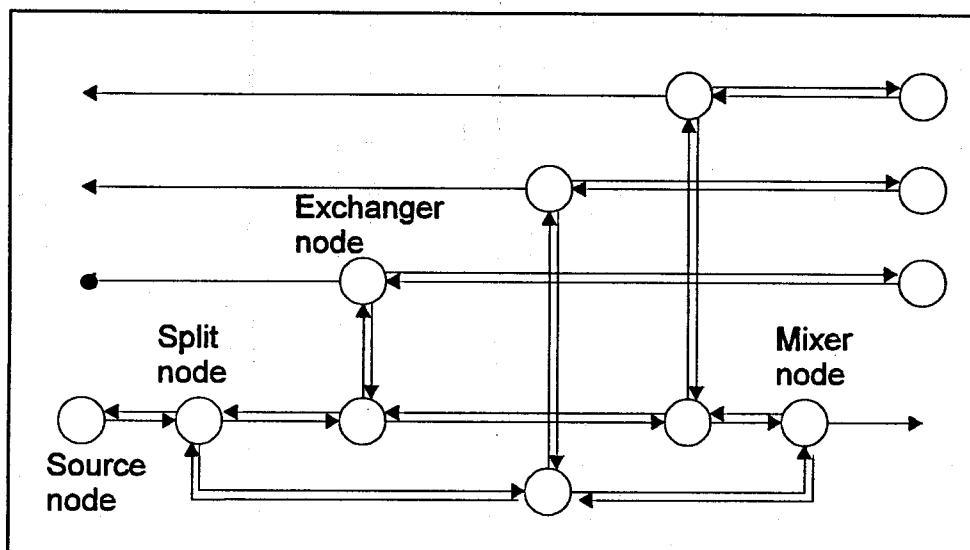 Exchanger
node
Split
node
Mixer
node
Source
node